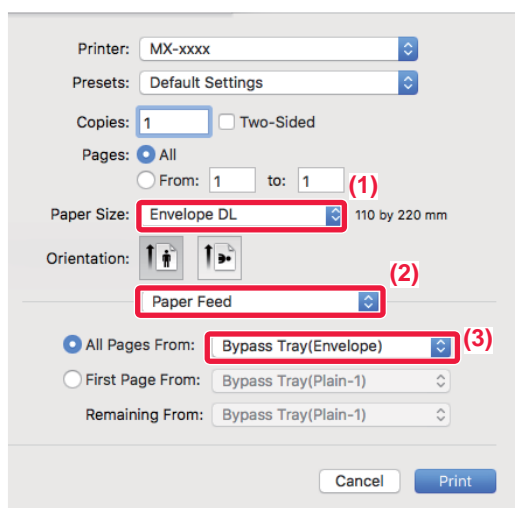 Printer: MX-xxxx
Presets: Default Settings
Copies: 1 Two-Sided
Pages: All
From: 1 to: 1
(1)
Paper Size: Envelope DL 110 by 220 mm
Orientation:
(2)
Paper Feed
All Pages From: Bypass Tray(Envelope) (3)
First Page From: Bypass Tray(Plain-1)
Remaining From: Bypass Tray(Plain-1)
Cancel Print